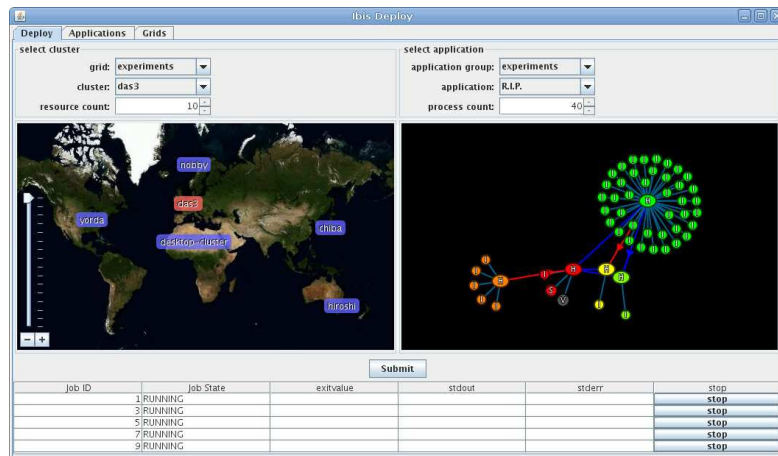 Ibis Deploy
Deploy Applications Grids
select cluster
grid: experiments
cluster: das3
resource count: 10
select application
application group: experiments
application: R.I.P.
process count: 40
nobby
das3
yorda
chiba
desktop-cluster
hiroshi
Submit
Job ID Job State exitvalue stdout stderr stop
1 RUNNING stop
3 RUNNING stop
5 RUNNING stop
7 RUNNING stop
9 RUNNING stop